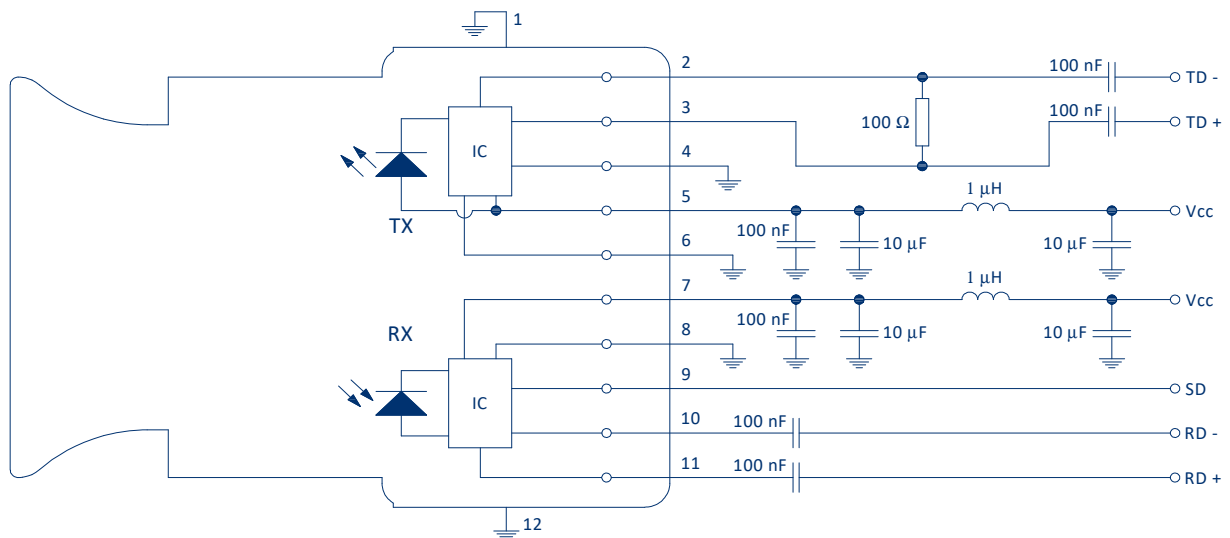 1
2
100 nF
TD -
3
100 nF
TD +
100 Ω
IC
4
1 µH
5
Vcc
TX
100 nF
10 µF
10 µF
6
1 µH
7
Vcc
RX
100 nF
10 µF
10 µF
8
9
SD
IC
10
100 nF
RD -
11
100 nF
RD +
12